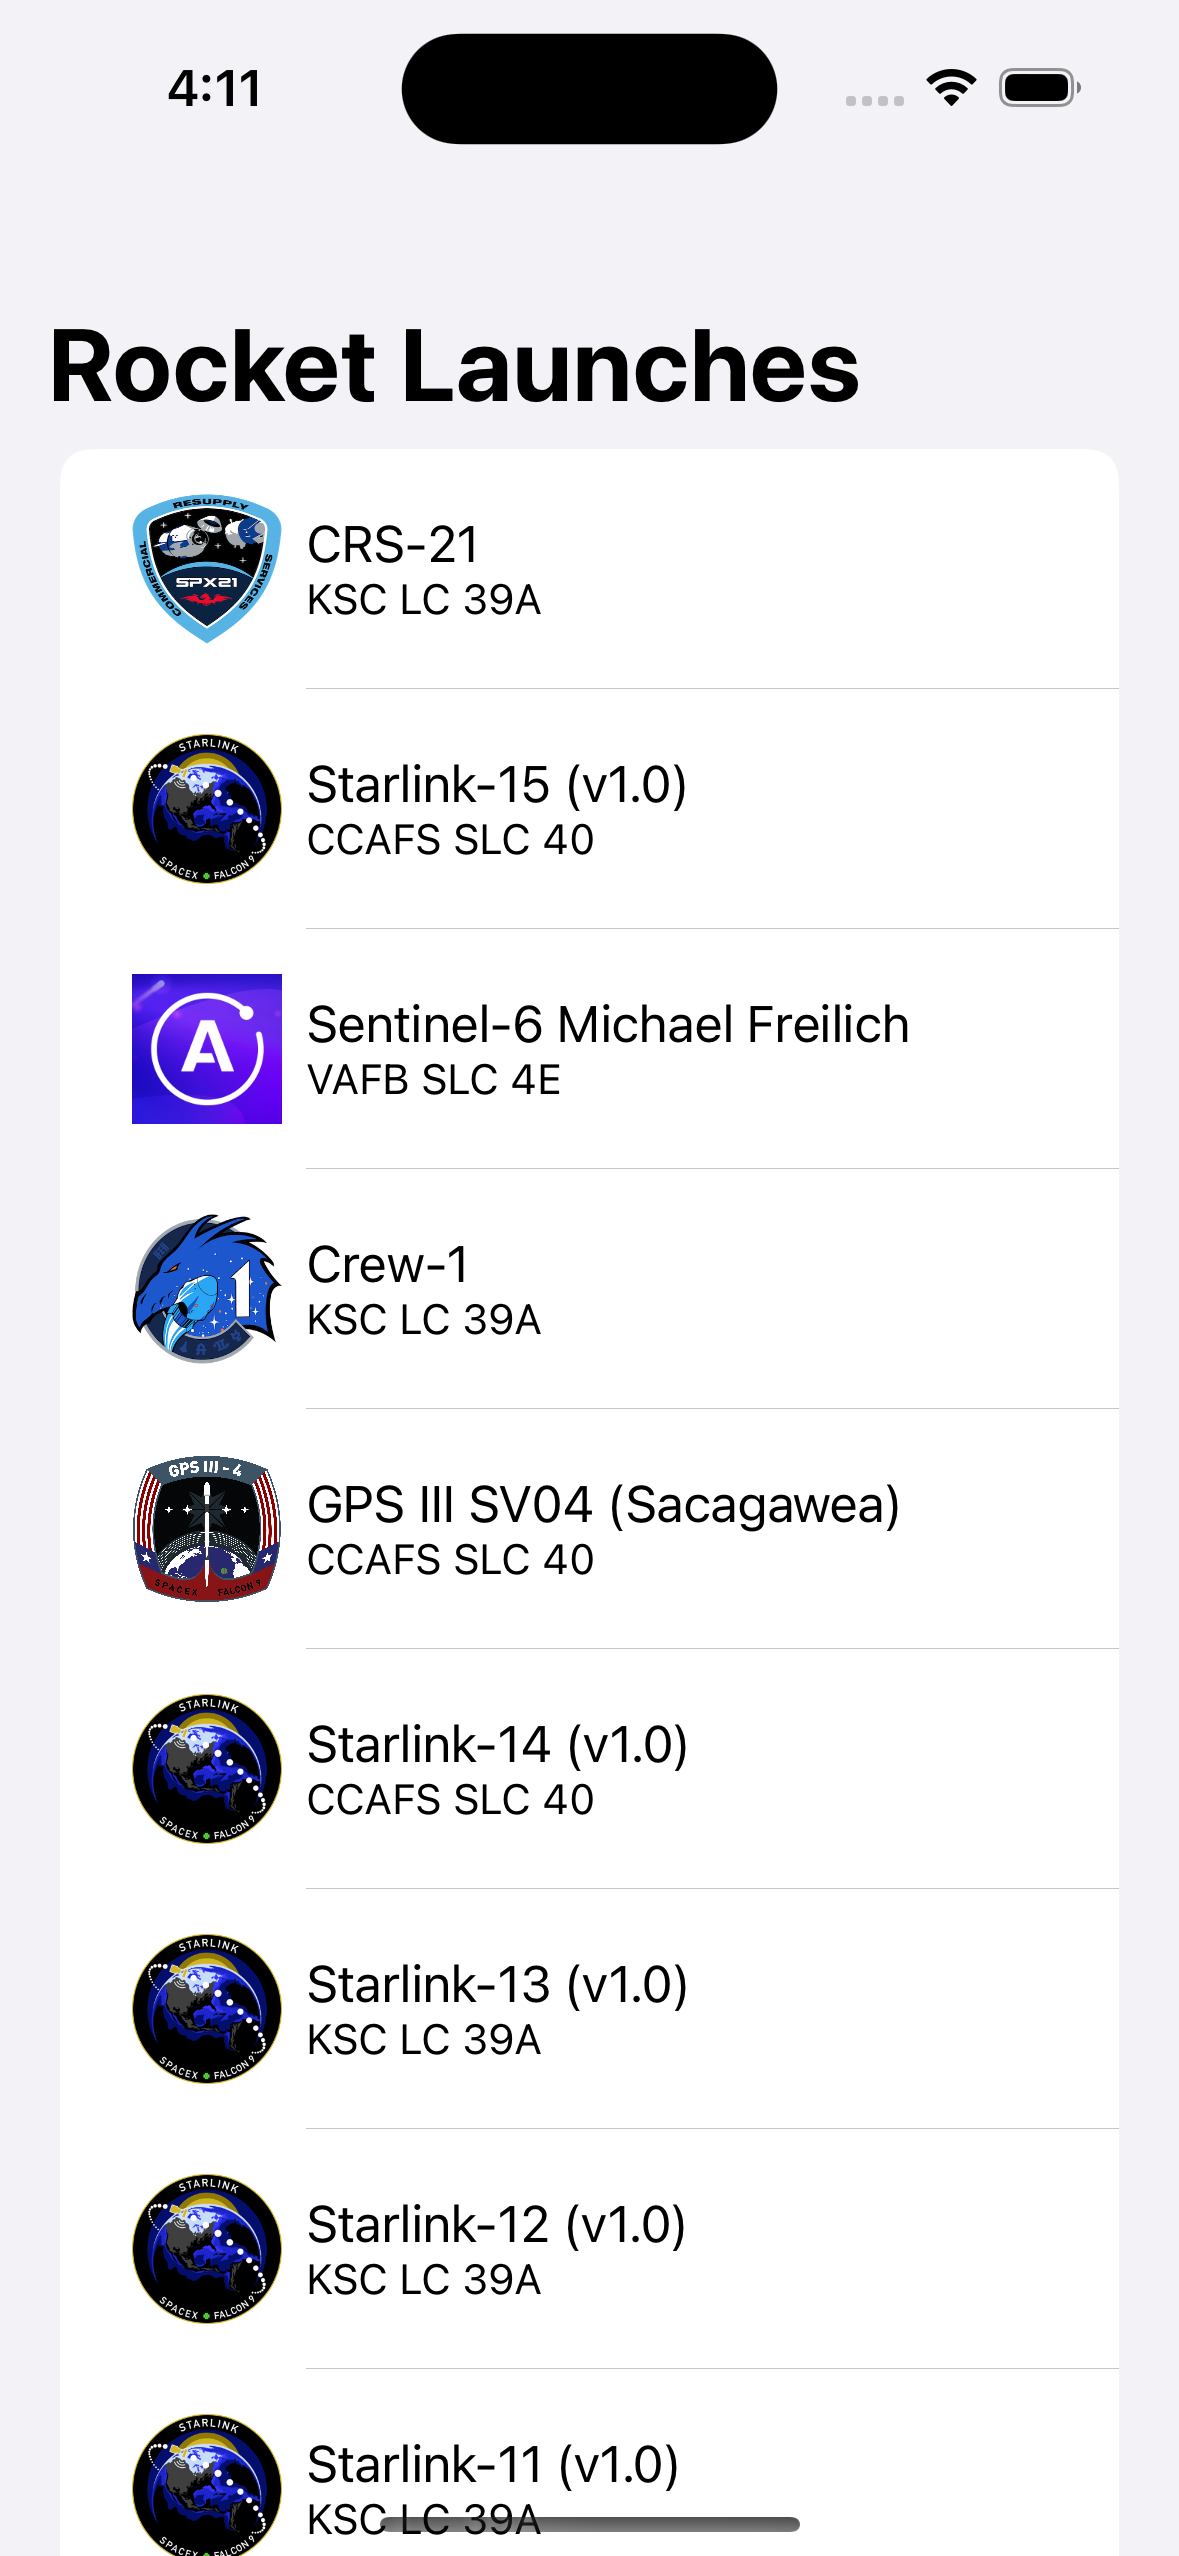 4:11
Rocket Launches
RESUPPLY
COMMERCIAL
SERVICES
SPX21
CRS-21
KSC LC 39A
STARLINK
SPACEX FALCON 9
Starlink-15 (v1.0)
CCAFS SLC 40
A
Sentinel-6 Michael Freilich
VAFB SLC 4E
1
Crew-1
KSC LC 39A
GPS III - 4
SPACEX FALCON 9
GPS III SV04 (Sacagawea)
CCAFS SLC 40
STARLINK
SPACEX FALCON 9
Starlink-14 (v1.0)
CCAFS SLC 40
STARLINK
SPACEX FALCON 9
Starlink-13 (v1.0)
KSC LC 39A
STARLINK
SPACEX FALCON 9
Starlink-12 (v1.0)
KSC LC 39A
STARLINK
SPACEX FALCON 9
Starlink-11 (v1.0)
KSC LC 39A